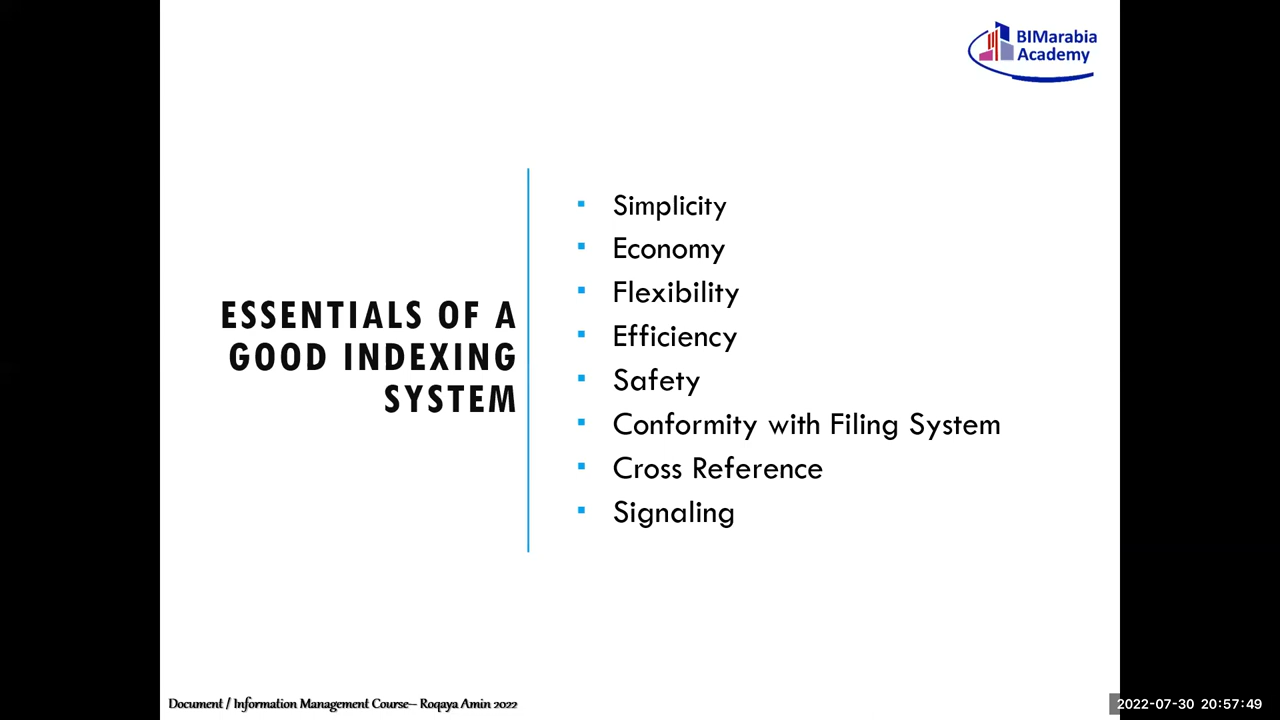 BIMarabia
Academy
ESSENTIALS OF A
GOOD INDEXING
SYSTEM
▪ Simplicity
▪ Economy
▪ Flexibility
▪ Efficiency
▪ Safety
▪ Conformity with Filing System
▪ Cross Reference
▪ Signaling
Document / Information Management Course– Roqaya Amin 2022
2022-07-30 20:57:49